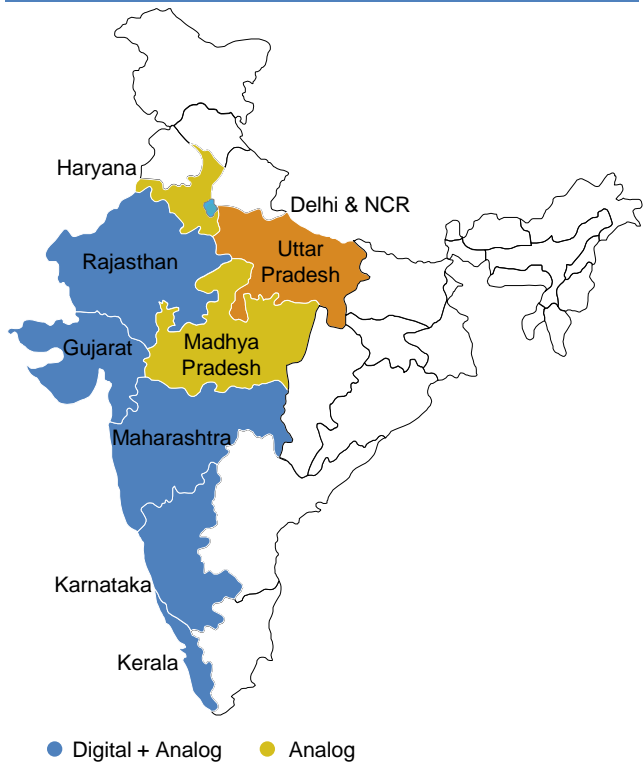 Haryana
Delhi & NCR
Uttar
Pradesh
Rajasthan
Gujarat
Madhya
Pradesh
Maharashtra
Karnataka
Kerala
Digital + Analog
Analog